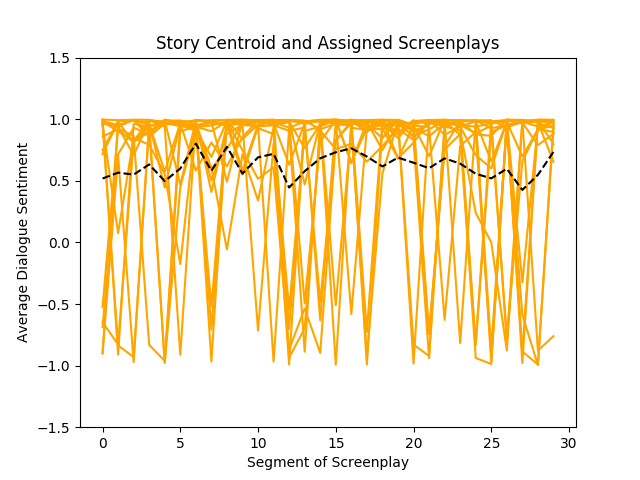 Story Centroid and Assigned Screenplays
1.5
1.0
0.5
0.0
−0.5
−1.0
−1.5
Average Dialogue Sentiment
0 5 10 15 20 25 30
Segment of Screenplay